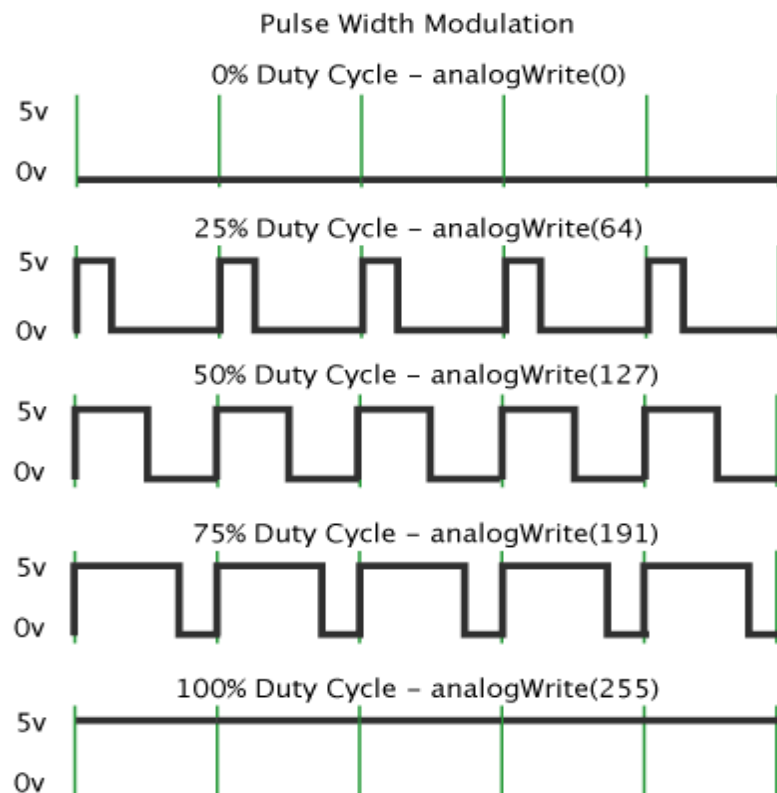 Pulse Width Modulation
0% Duty Cycle – analogWrite(0)
5v
0v
25% Duty Cycle – analogWrite(64)
5v
0v
50% Duty Cycle – analogWrite(127)
5v
0v
75% Duty Cycle – analogWrite(191)
5v
0v
100% Duty Cycle – analogWrite(255)
5v
0v